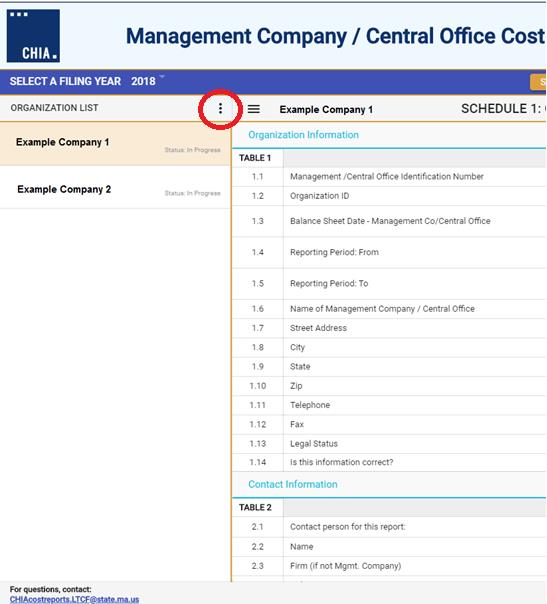 CHIA.
Management Company / Central Office Cost
SELECT A FILING YEAR 2018
S
ORGANIZATION LIST
Example Company 1
Status: In Progress
Example Company 2
Status: In Progress
Example Company 1
SCHEDULE 1:
Organization Information
TABLE 1
1.1 Management /Central Office Identification Number
1.2 Organization ID
1.3 Balance Sheet Date - Management Co/Central Office
1.4 Reporting Period: From
1.5 Reporting Period: To
1.6 Name of Management Company / Central Office
1.7 Street Address
1.8 City
1.9 State
1.10 Zip
1.11 Telephone
1.12 Fax
1.13 Legal Status
1.14 Is this information correct?
Contact Information
TABLE 2
2.1 Contact person for this report:
2.2 Name
2.3 Firm (if not Mgmt. Company)
For questions, contact:
CHIAcostreports.LTCF@state.ma.us